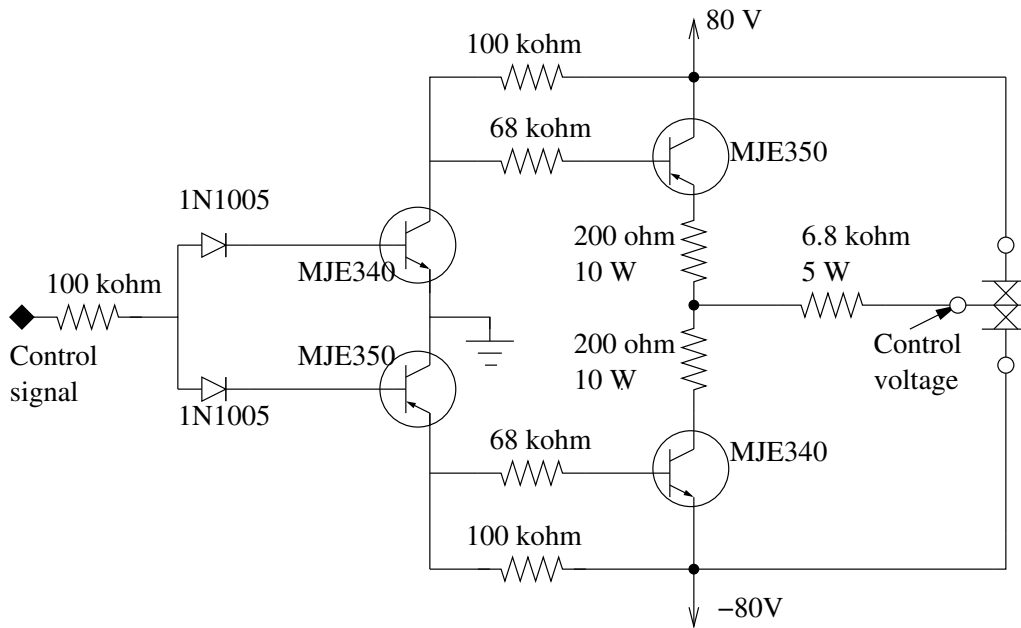 80 V
100 kohm
68 kohm
MJE350
1N1005
200 ohm
10 W
6.8 kohm
5 W
MJE340
100 kohm
Control
signal
MJE350
200 ohm
10 W
Control
voltage
1N1005
68 kohm
MJE340
100 kohm
−80V